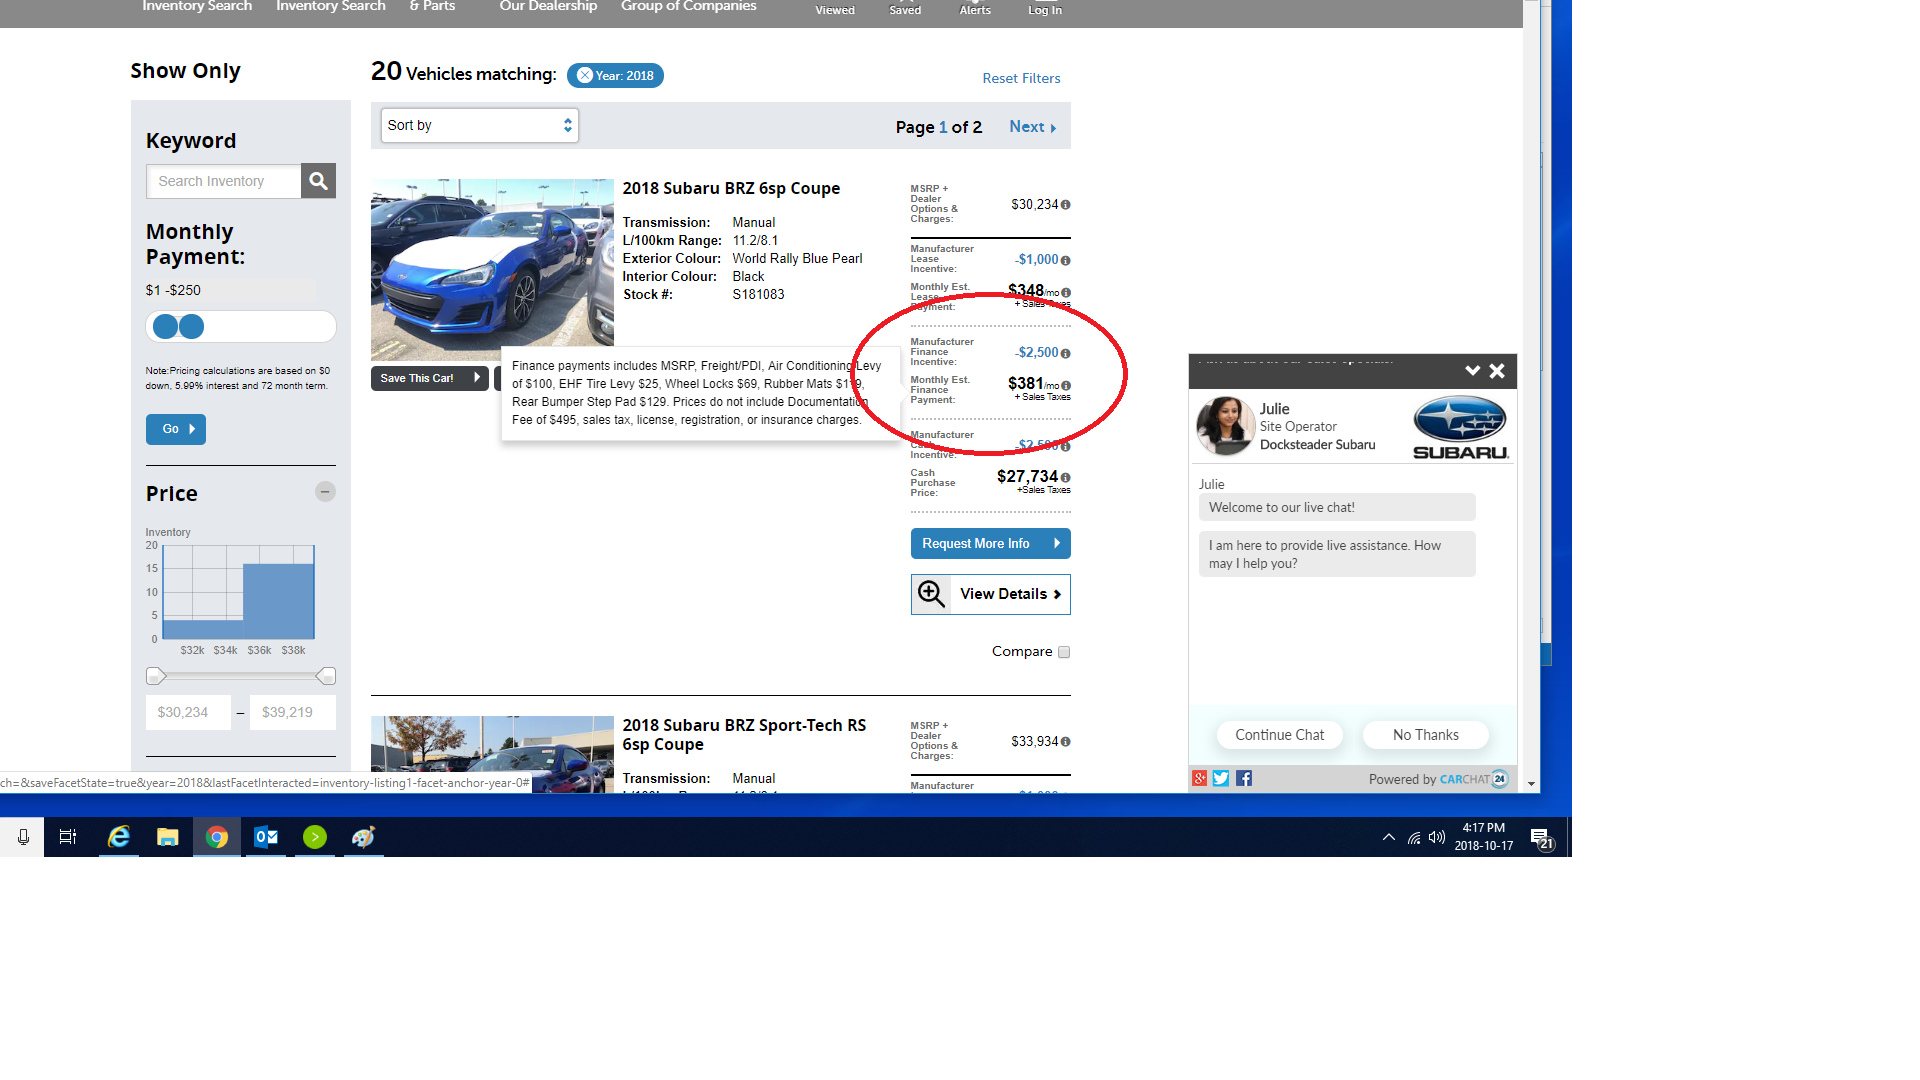 Inventory Search
Inventory Search
& Parts
Our Dealership
Group of Companies
Viewed
Saved
Alerts
Log In
Show Only
20 Vehicles matching:
Year: 2018
Reset Filters
Sort by
Page 1 of 2
Next
Keyword
Search Inventory
Monthly
Payment:
$1 -$250
Note:Pricing calculations are based on $0
down, 5.99% interest and 72 month term.
Go
Price
Inventory
20
15
10
5
0
$32k $34k $36k $38k
$30,234 – $39,219
2018 Subaru BRZ 6sp Coupe
Transmission: Manual
L/100km Range: 11.2/8.1
Exterior Colour: World Rally Blue Pearl
Interior Colour: Black
Stock #: S181083
Save This Car!
Finance payments includes MSRP, Freight/PDI, Air Conditioning Levy
of $100, EHF Tire Levy $25, Wheel Locks $69, Rubber Mats $119,
Rear Bumper Step Pad $129. Prices do not include Documentation
Fee of $495, sales tax, license, registration, or insurance charges.
MSRP +
Dealer
Options &
Charges:
$30,234
Manufacturer
Lease
Incentive:
-$1,000
Monthly Est.
Lease
Payment:
$348/mo
+ Sales Taxes
Manufacturer
Finance
Incentive:
-$2,500
Monthly Est.
Finance
Payment:
$381/mo
+ Sales Taxes
Manufacturer
Cash
Incentive:
-$2,500
Cash
Purchase
Price:
$27,734
+Sales Taxes
Request More Info
View Details
Compare
2018 Subaru BRZ Sport-Tech RS
6sp Coupe
Transmission: Manual
MSRP +
Dealer
Options &
Charges:
$33,934
Manufacturer
Julie
Site Operator
Docksteader Subaru
SUBARU
Julie
Welcome to our live chat!
I am here to provide live assistance. How
may I help you?
Continue Chat
No Thanks
Powered by CARCHAT 24
ch=&saveFacetState=true&year=2018&lastFacetInteracted=inventory-listing1-facet-anchor-year-0#
4:17 PM
2018-10-17
21